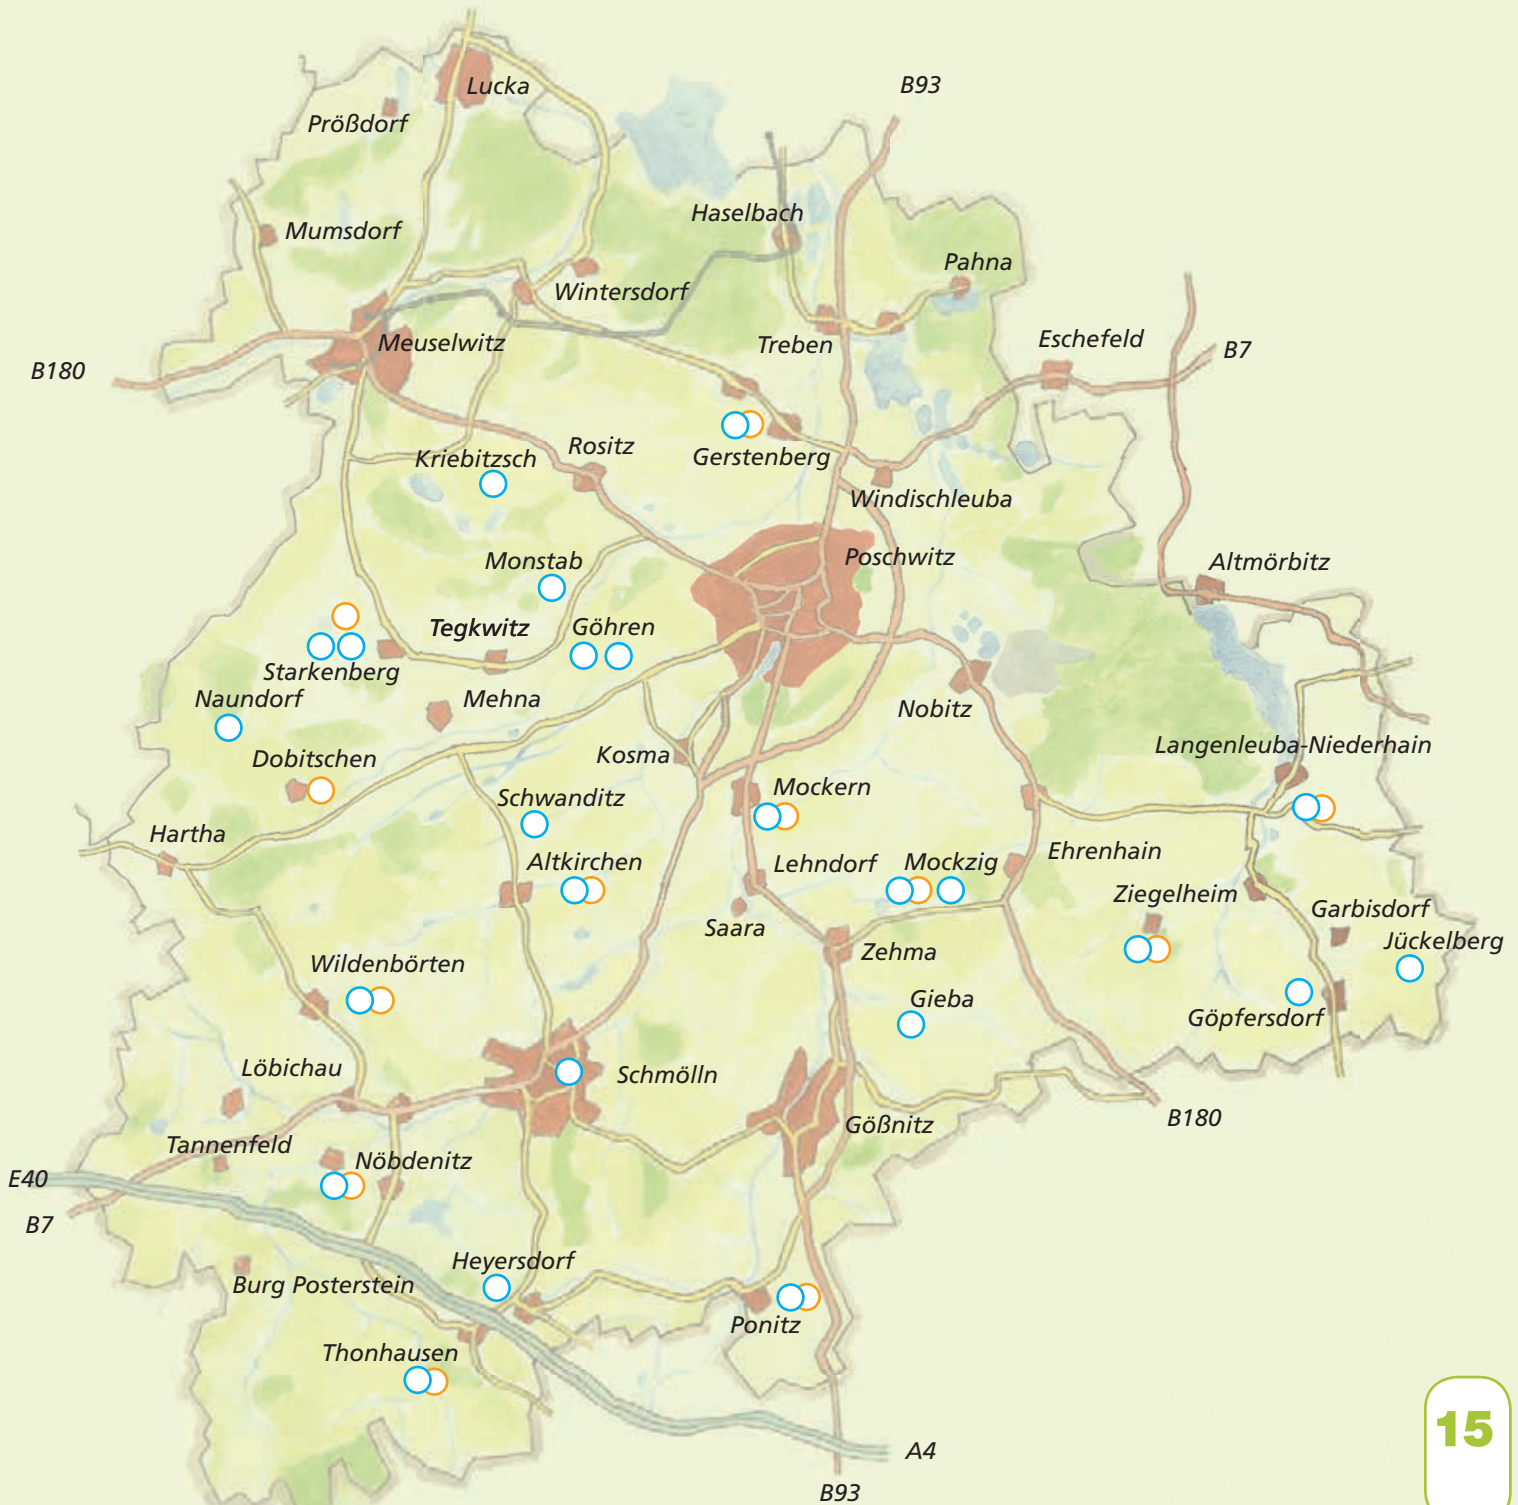 Lucka
B93
Prößdorf
Haselbach
Mumsdorf
Pahna
Wintersdorf
Meuselwitz
Treben
Eschefeld
B7
B180
Rositz
Kriebitzsch
Gerstenberg
Windischleuba
Monstab
Poschwitz
Altmörbitz
Tegkwitz
Göhren
Starkenberg
Naundorf
Mehna
Nobitz
Kosma
Langenleuba-Niederhain
Dobitschen
Schwanditz
Mockern
Hartha
Altkirchen
Lehndorf
Mockzig
Ehrenhain
Ziegelheim
Garbisdorf
Saara
Jückelberg
Zehma
Wildenbörten
Gieba
Göpfersdorf
Löbichau
Schmölln
B180
Gößnitz
Tannenfeld
Nöbdenitz
E40
B7
Heyersdorf
Burg Posterstein
Ponitz
Thonhausen
15
A4
B93